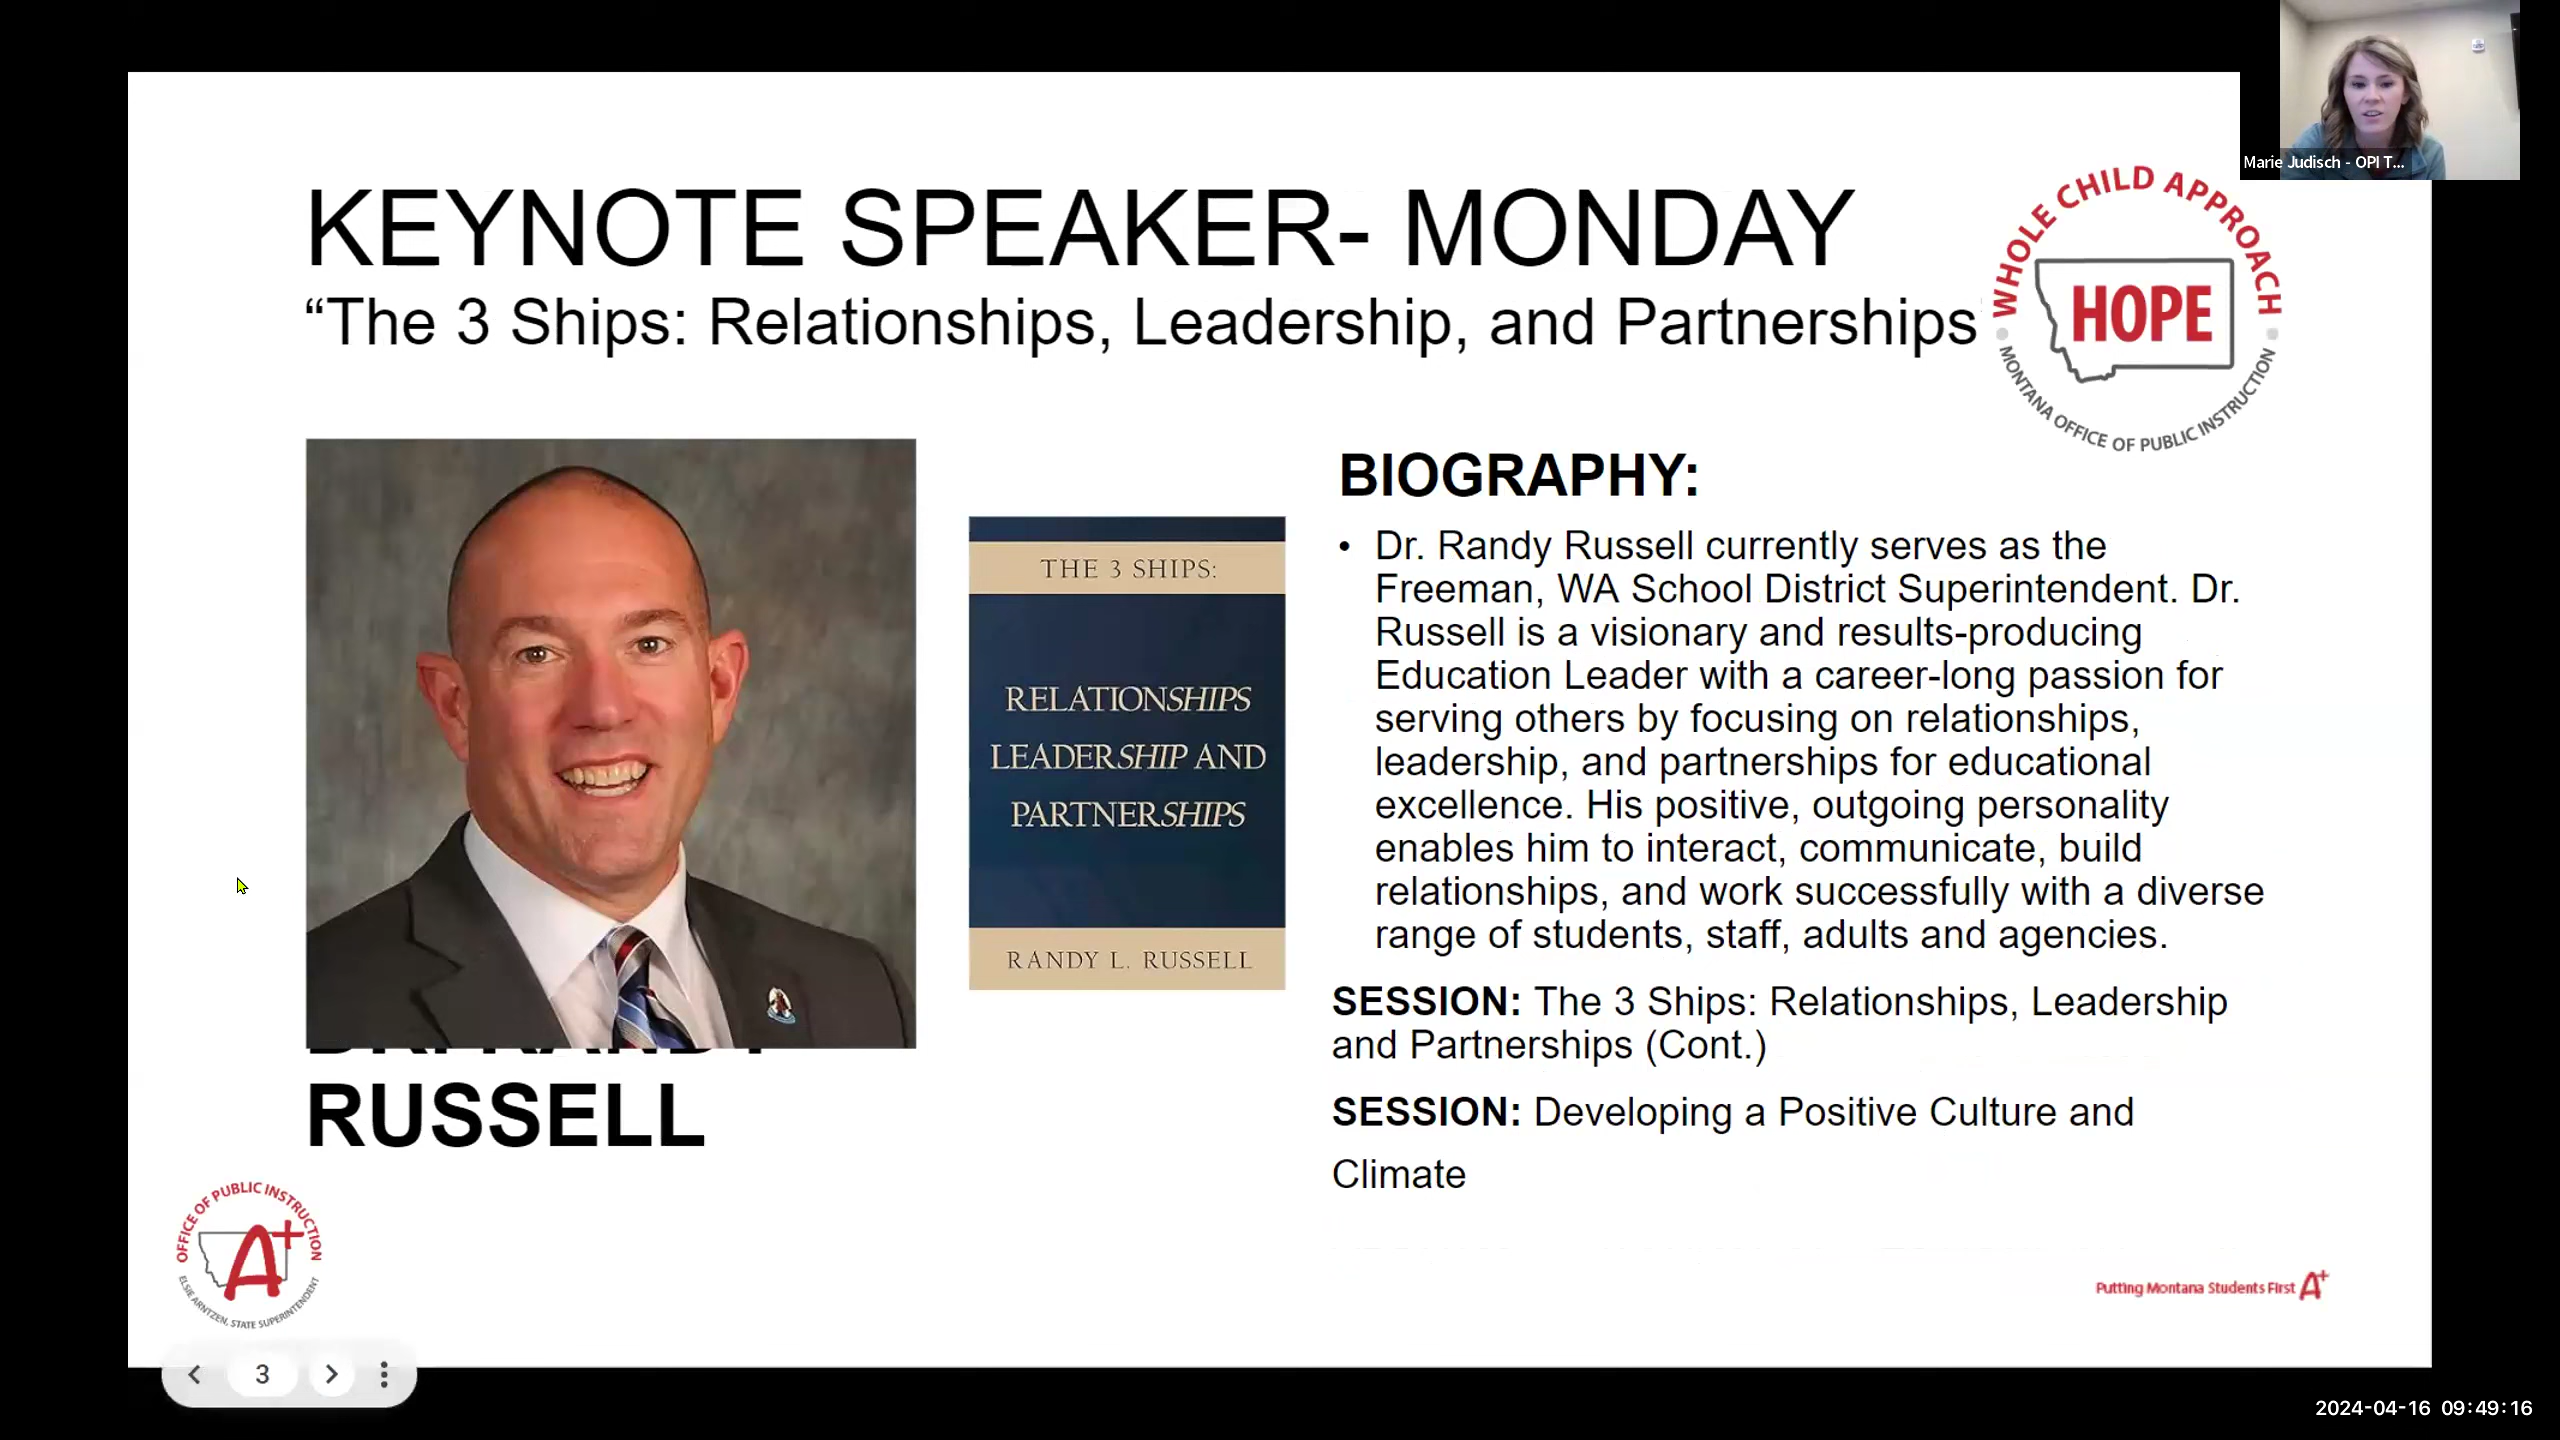 Marie Judisch - OPI T...
KEYNOTE SPEAKER- MONDAY
“The 3 Ships: Relationships, Leadership, and Partnerships
WHOLE CHILD APPROACH
HOPE
MONTANA OFFICE OF PUBLIC INSTRUCTION
THE 3 SHIPS:
RELATIONSHIPS
LEADERSHIP AND
PARTNERSHIPS
RANDY L. RUSSELL
RUSSELL
BIOGRAPHY:
• Dr. Randy Russell currently serves as the
Freeman, WA School District Superintendent. Dr.
Russell is a visionary and results-producing
Education Leader with a career-long passion for
serving others by focusing on relationships,
leadership, and partnerships for educational
excellence. His positive, outgoing personality
enables him to interact, communicate, build
relationships, and work successfully with a diverse
range of students, staff, adults and agencies.
SESSION: The 3 Ships: Relationships, Leadership
and Partnerships (Cont.)
SESSION: Developing a Positive Culture and
Climate
OFFICE OF PUBLIC INSTRUCTION
A+
ELSIE ARNTZEN, STATE SUPERINTENDENT
Putting Montana Students First A+
3
2024-04-16 09:49:16